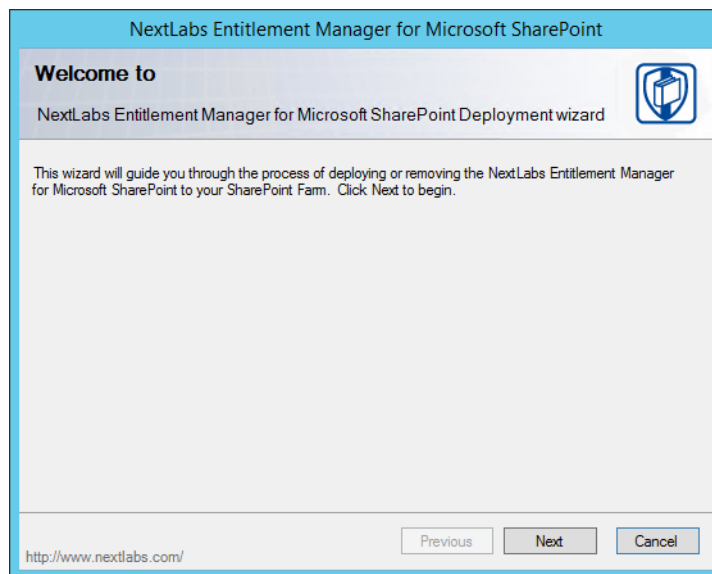 NextLabs Entitlement Manager for Microsoft SharePoint
Welcome to
NextLabs Entitlement Manager for Microsoft SharePoint Deployment wizard
This wizard will guide you through the process of deploying or removing the NextLabs Entitlement Manager
for Microsoft SharePoint to your SharePoint Farm. Click Next to begin.
Previous Next Cancel
http://www.nextlabs.com/